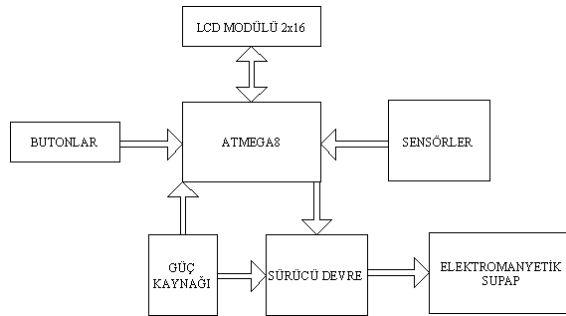 LCD MODÜLÜ 2x16
BUTONLAR
ATMEGA8
SENSÖRLER
GÜÇ
KAYNAĞI
SÜRÜCÜ DEVRE
ELEKTROMANYETİK
SUPAP